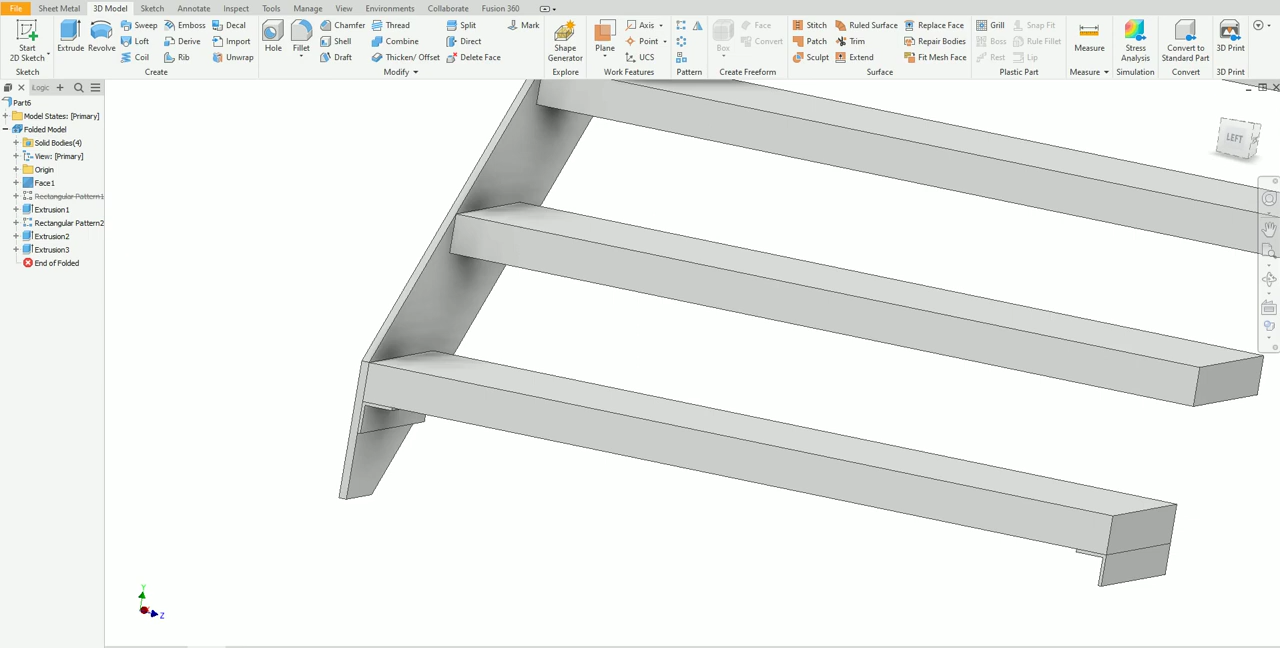 File Sheet Metal 3D Model Sketch Annotate Inspect Tools Manage View Environments Collaborate Fusion 360
Start 2D Sketch
Extrude
Revolve
Sweep Emboss Decal
Loft Derive Import
Coil Rib Unwrap
Hole
Fillet
Chamfer Thread Split Mark
Shell Combine Direct
Draft Thicken/ Offset Delete Face
Shape Generator
Plane
Axis
Point
UCS
Box
Face
Convert
Stitch Ruled Surface Replace Face
Patch Trim Repair Bodies
Sculpt Extend Fit Mesh Face
Grill Snap Fit
Boss Rule Fillet
Rest Lip
Measure
Stress Analysis
Convert to Standard Part
3D Print
Sketch Create Modify Explore Work Features Pattern Create Freeform Surface Plastic Part Measure Simulation Convert 3D Print
Logic
Part6
Model States: [Primary]
Folded Model
Solid Bodies(4)
View: [Primary]
Origin
Face1
Rectangular Pattern1
Extrusion1
Rectangular Pattern2
Extrusion2
Extrusion3
End of Folded
LEFT
Y
Z